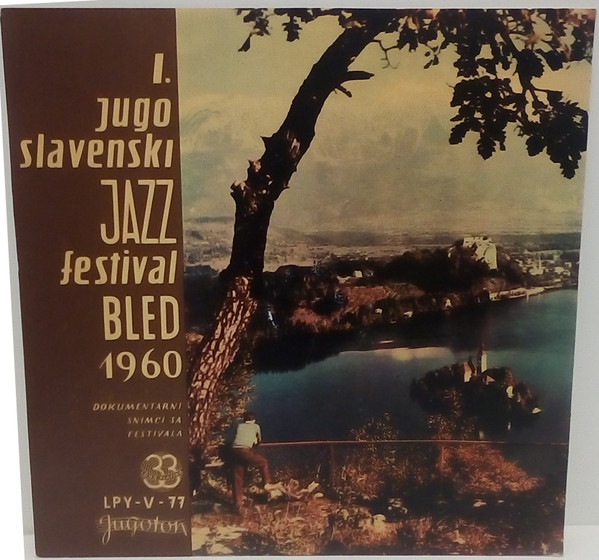 I.
jugo
slavenski
JAZZ
festival
BLED
1960
DOKUMENTARNI
SNIMCI SA
FESTIVALA
33
LPY-V-77
Jugoton